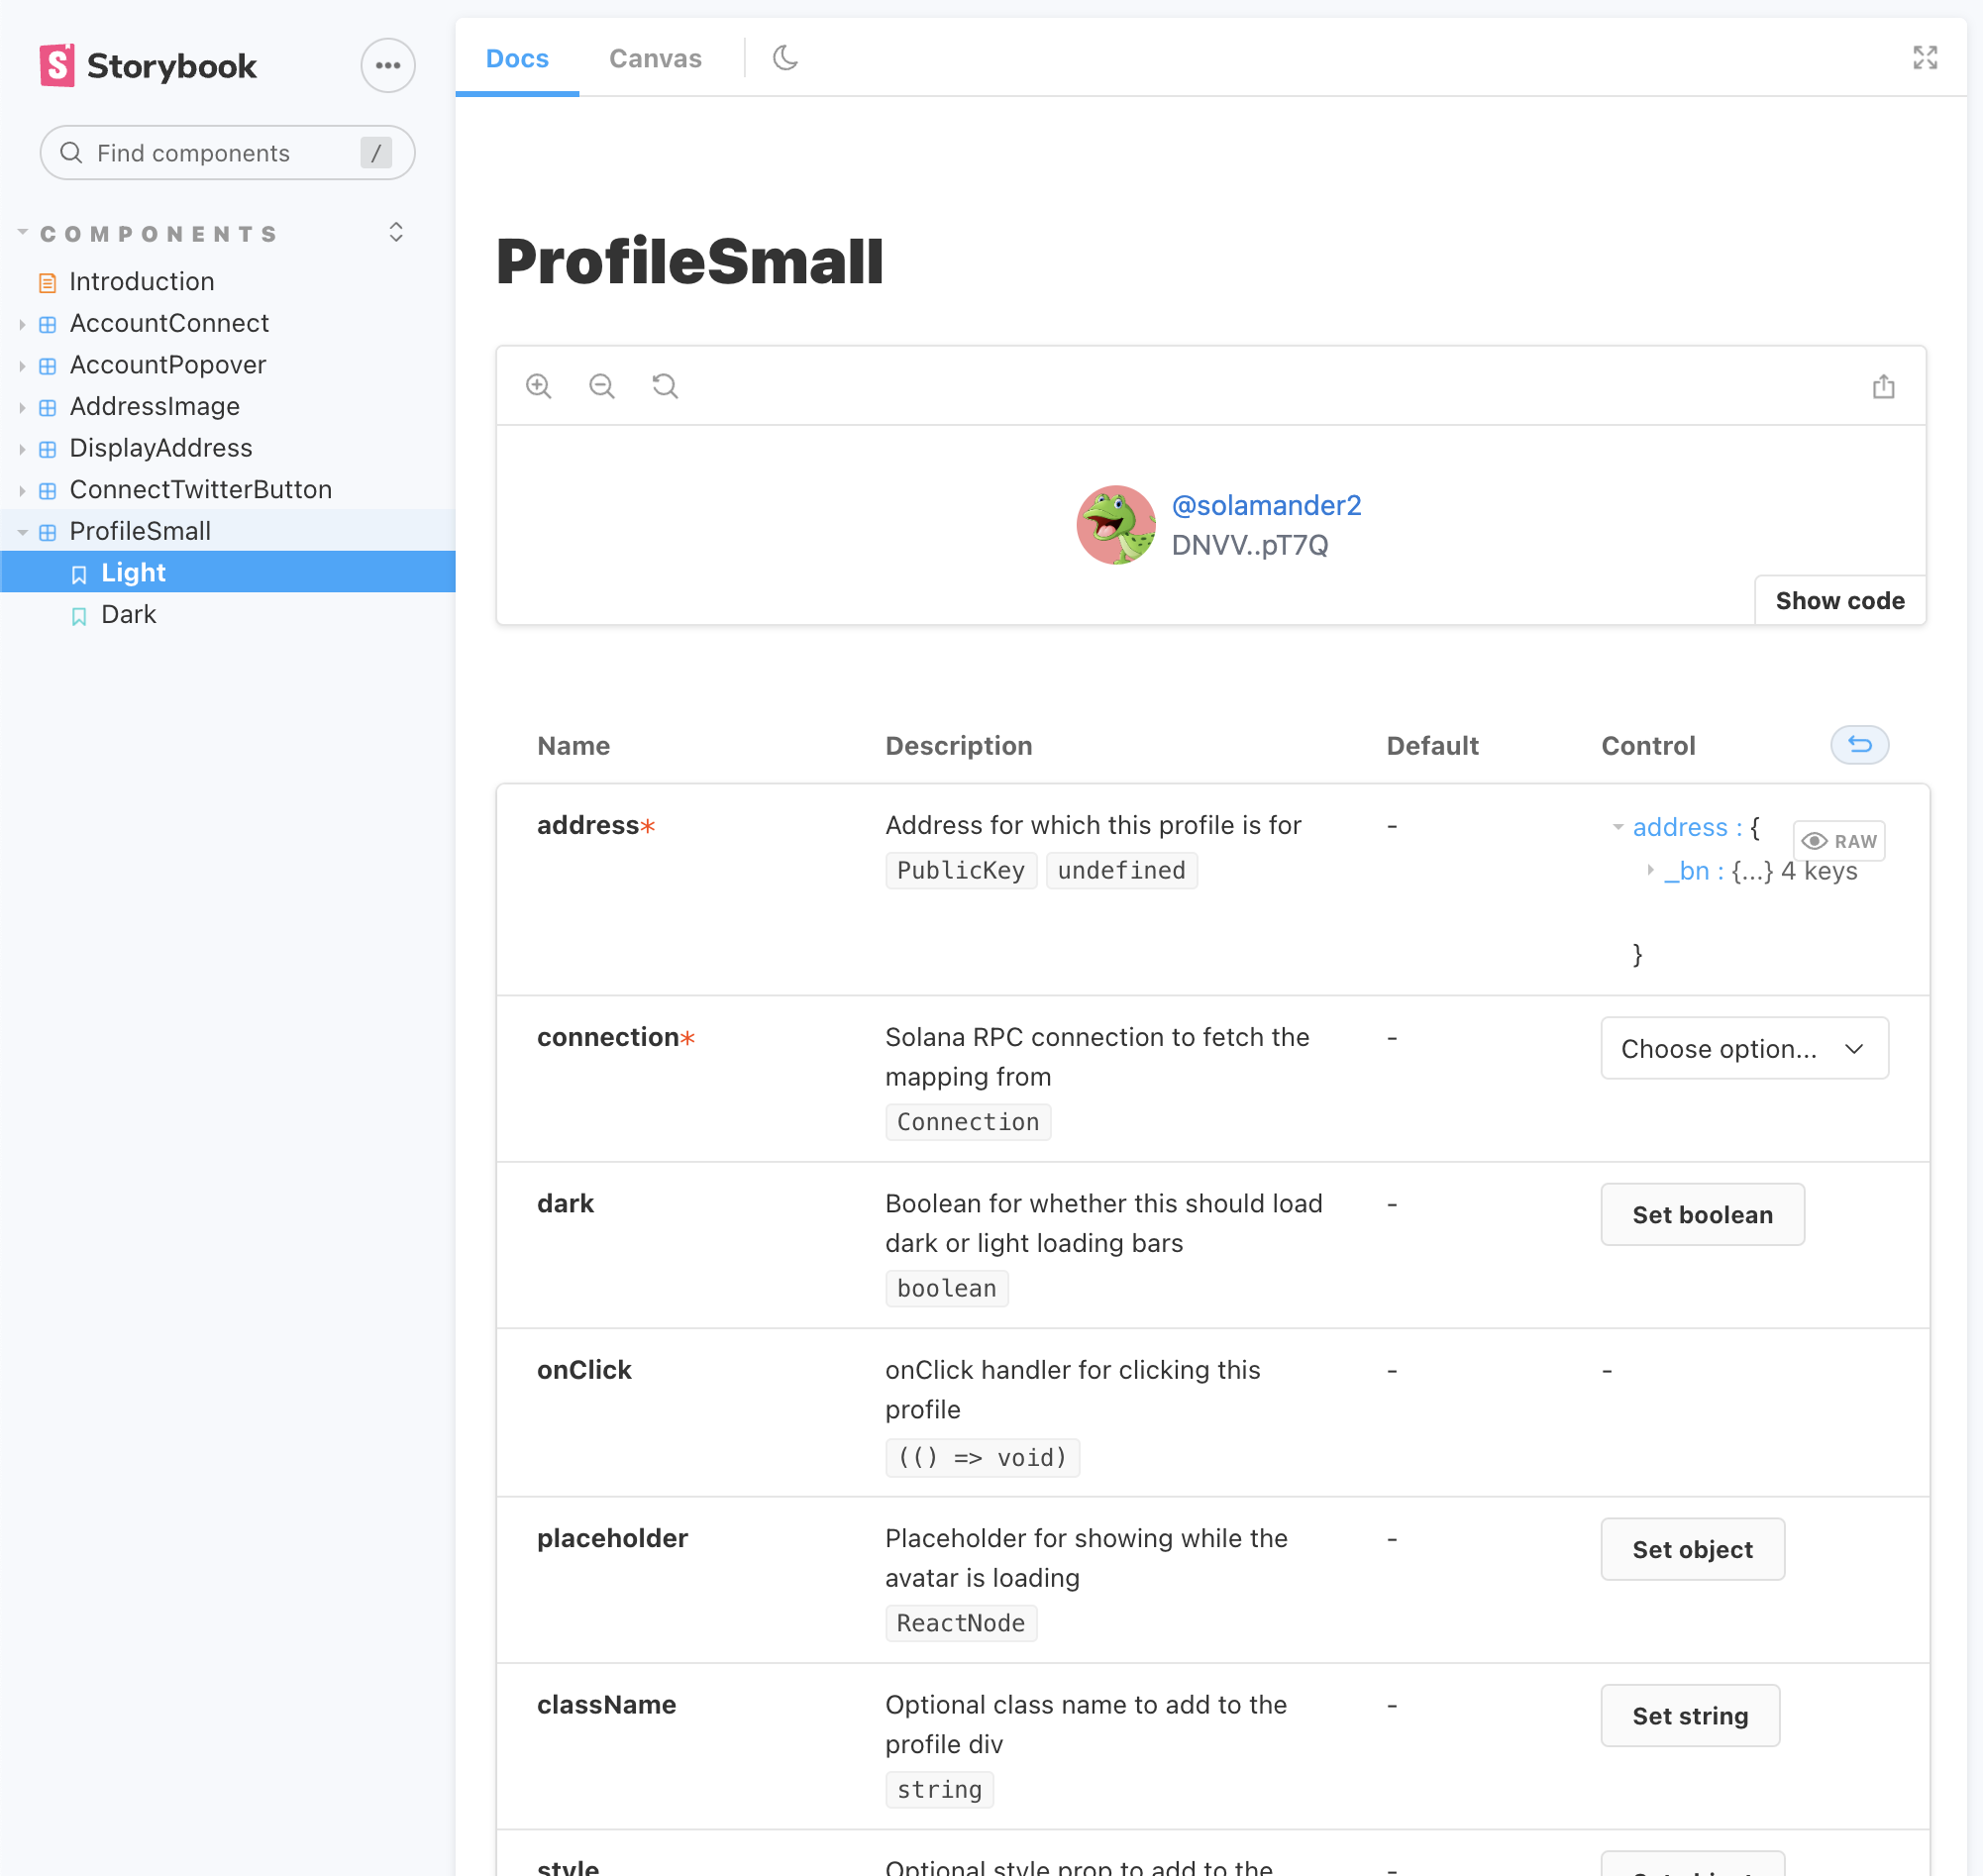 Storybook
Find components /
COMPONENTS
Introduction
AccountConnect
AccountPopover
AddressImage
DisplayAddress
ConnectTwitterButton
ProfileSmall
Light
Dark
Docs Canvas
ProfileSmall
@solamander2
DNVV..pT7Q
Show code
Name Description Default Control
address* Address for which this profile is for - address : {
RAW
PublicKey undefined _bn : {...} 4 keys
}
connection* Solana RPC connection to fetch the - Choose option...
mapping from
Connection
dark Boolean for whether this should load - Set boolean
dark or light loading bars
boolean
onClick onClick handler for clicking this - -
profile
(() => void)
placeholder Placeholder for showing while the - Set object
avatar is loading
ReactNode
className Optional class name to add to the - Set string
profile div
string
style Optional style prop to add to the - Set object